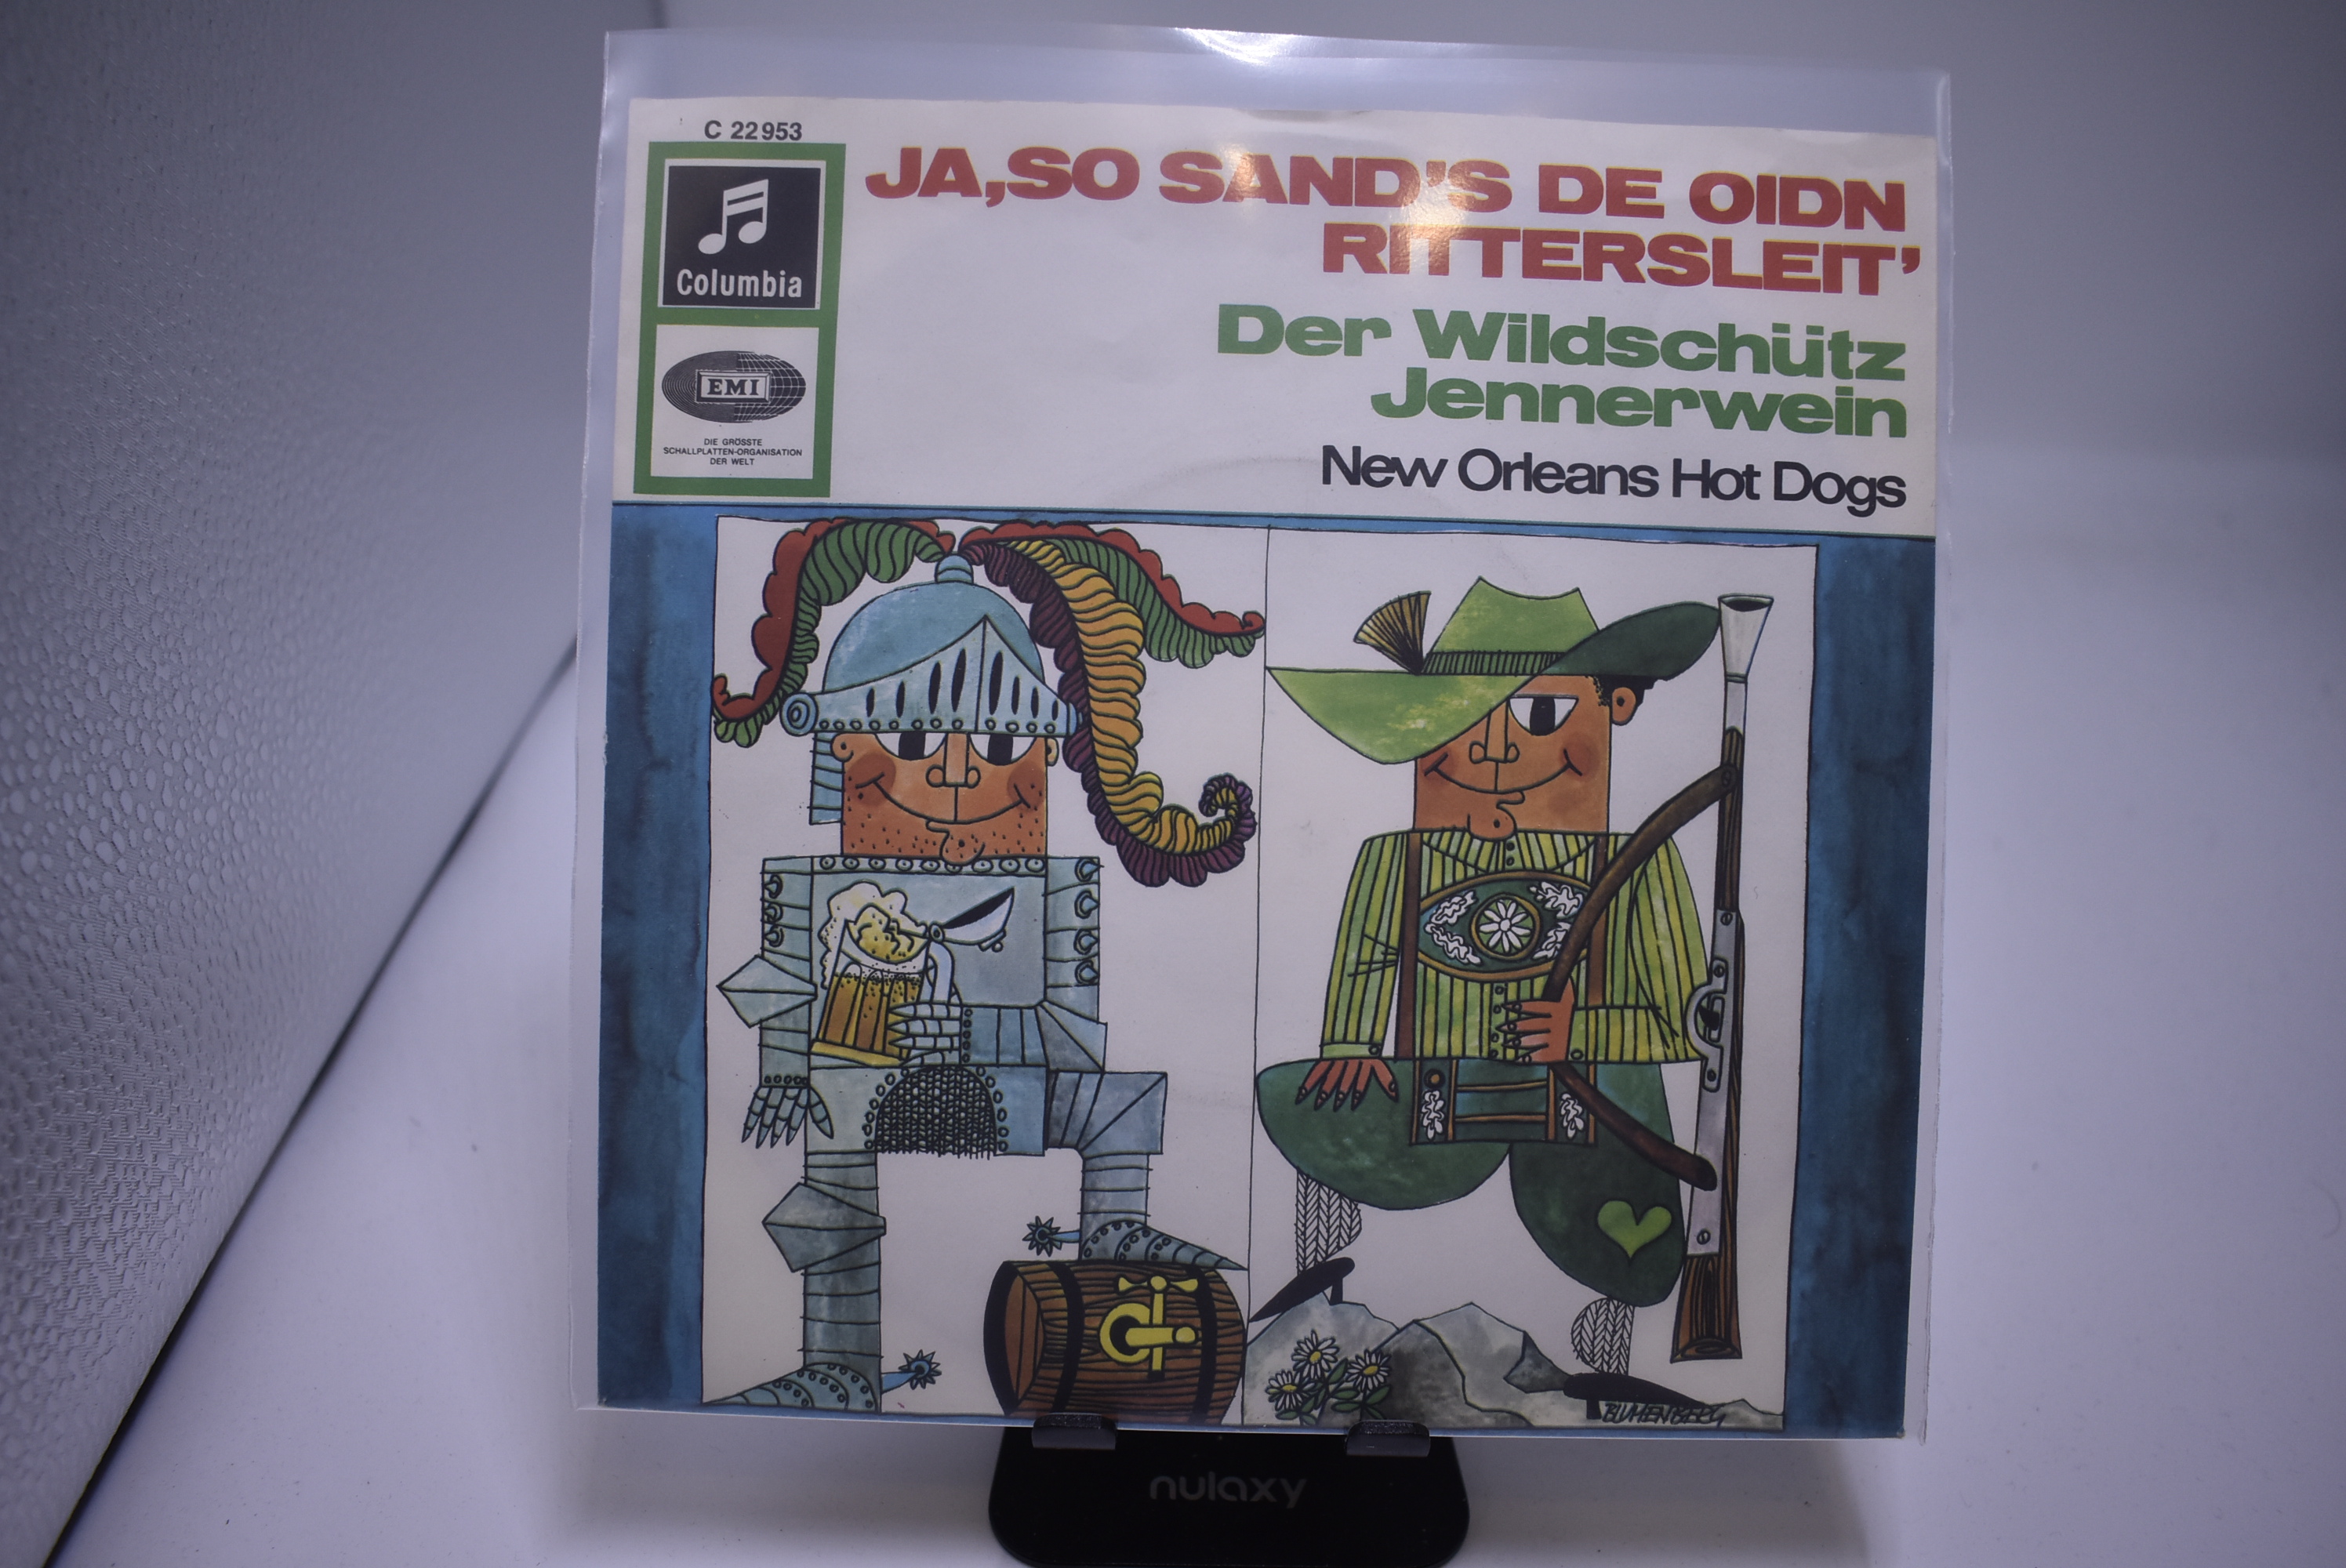 C 22953
Columbia
EMI
DIE GRÖSSTE
SCHALLPLATTEN-ORGANISATION
DER WELT
JA,SO SAND'S DE OIDN
RITTERSLEIT'
Der Wildschütz
Jennerwein
New Orleans Hot Dogs
BLUMENBERG
nulaxy